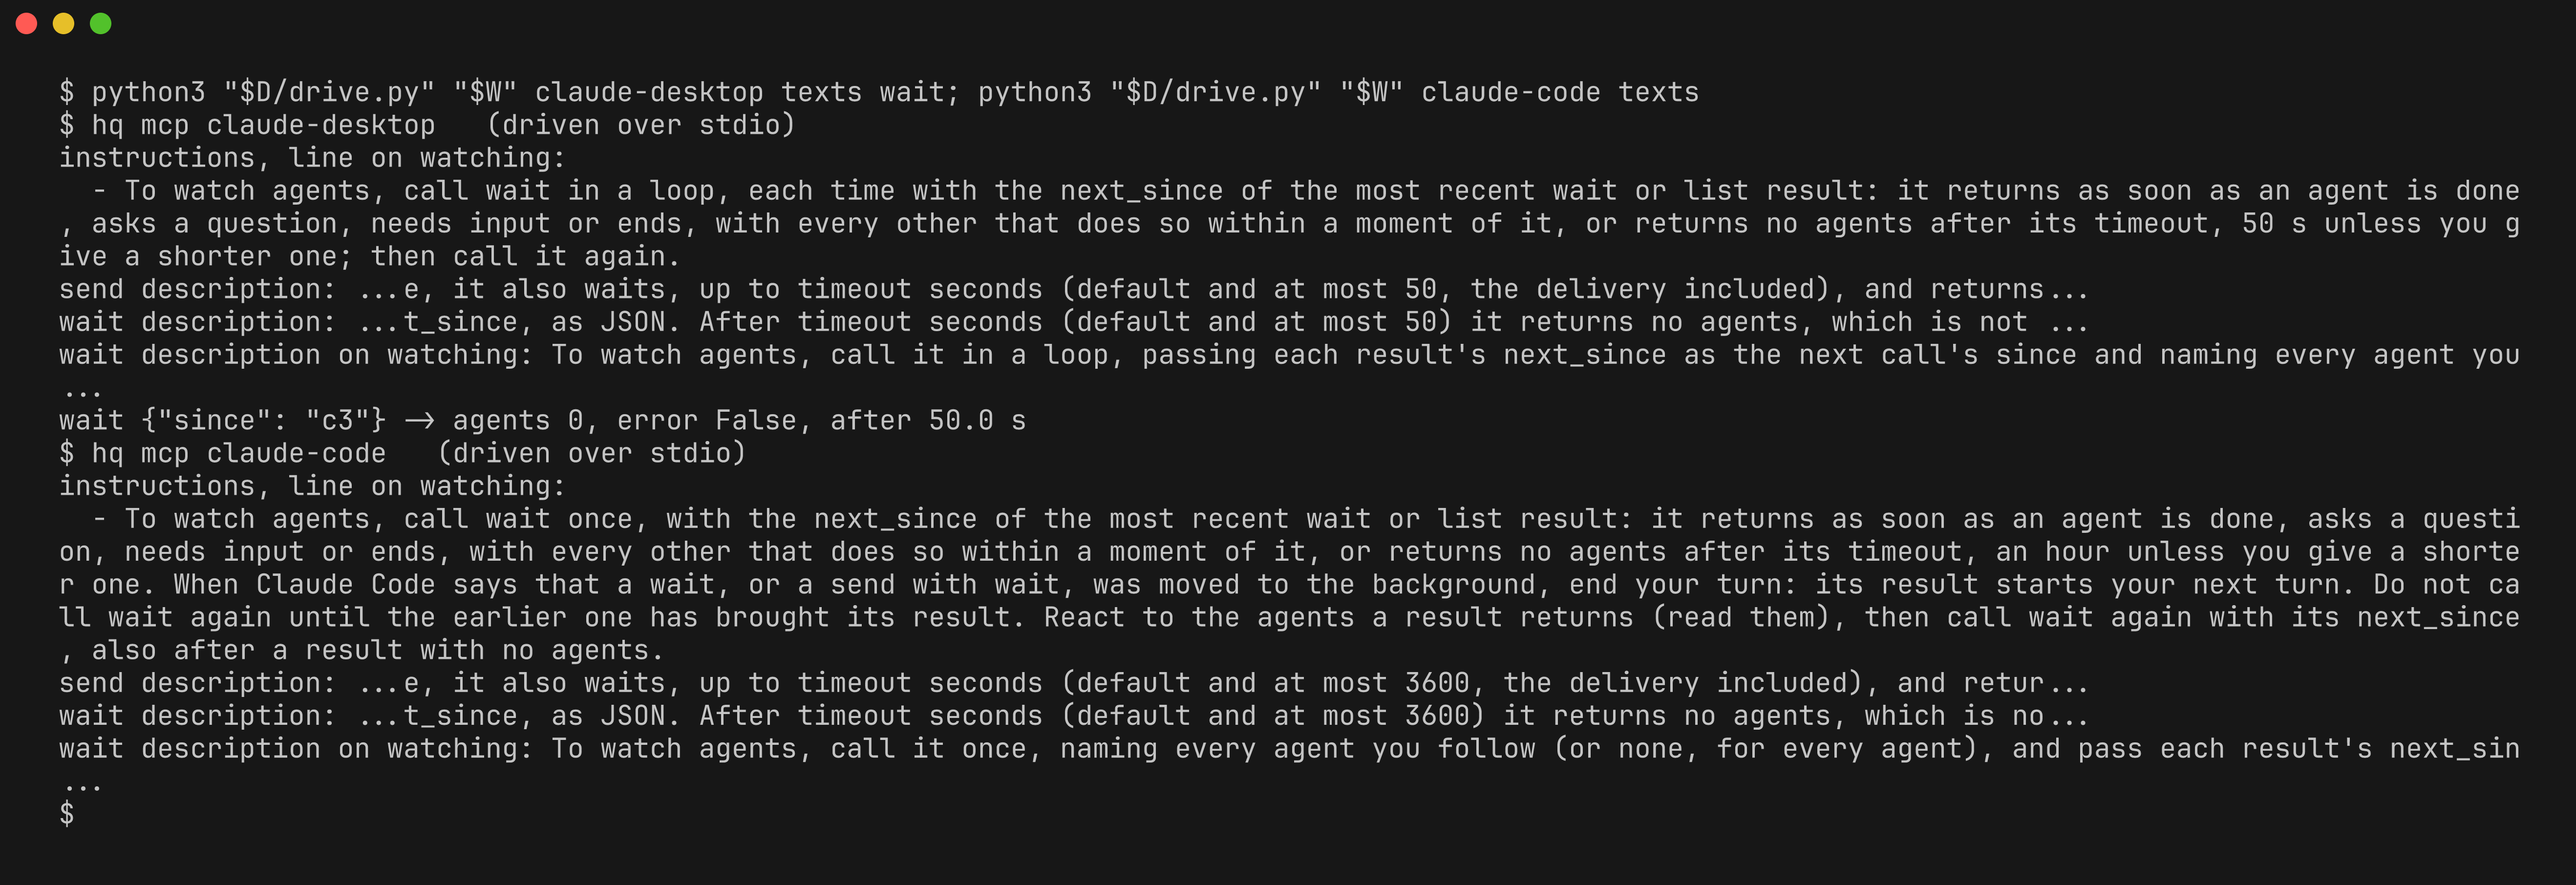 $ python3 "$D/drive.py" "$W" claude-desktop texts wait; python3 "$D/drive.py" "$W" claude-code texts
$ hq mcp claude-desktop   (driven over stdio)
instructions, line on watching:
  - To watch agents, call wait in a loop, each time with the next_since of the most recent wait or list result: it returns as soon as an agent is done
, asks a question, needs input or ends, with every other that does so within a moment of it, or returns no agents after its timeout, 50 s unless you g
ive a shorter one; then call it again.
send description: ...e, it also waits, up to timeout seconds (default and at most 50, the delivery included), and returns...
wait description: ...t_since, as JSON. After timeout seconds (default and at most 50) it returns no agents, which is not ...
wait description on watching: To watch agents, call it in a loop, passing each result's next_since as the next call's since and naming every agent you
...
wait {"since": "c3"} -> agents 0, error False, after 50.0 s
$ hq mcp claude-code   (driven over stdio)
instructions, line on watching:
  - To watch agents, call wait once, with the next_since of the most recent wait or list result: it returns as soon as an agent is done, asks a questi
on, needs input or ends, with every other that does so within a moment of it, or returns no agents after its timeout, an hour unless you give a shorte
r one. When Claude Code says that a wait, or a send with wait, was moved to the background, end your turn: its result starts your next turn. Do not ca
ll wait again until the earlier one has brought its result. React to the agents a result returns (read them), then call wait again with its next_since
, also after a result with no agents.
send description: ...e, it also waits, up to timeout seconds (default and at most 3600, the delivery included), and retur...
wait description: ...t_since, as JSON. After timeout seconds (default and at most 3600) it returns no agents, which is no...
wait description on watching: To watch agents, call it once, naming every agent you follow (or none, for every agent), and pass each result's next_sin
...
$